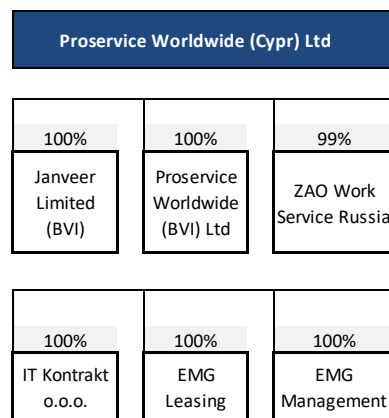 Proservice Worldwide (Cypr) Ltd
100% 100% 99%
Janveer Limited (BVI)
Proservice Worldwide (BVI) Ltd
ZAO Work Service Russia
100% 100% 100%
IT Kontrakt o.o.o.
EMG Leasing
EMG Management